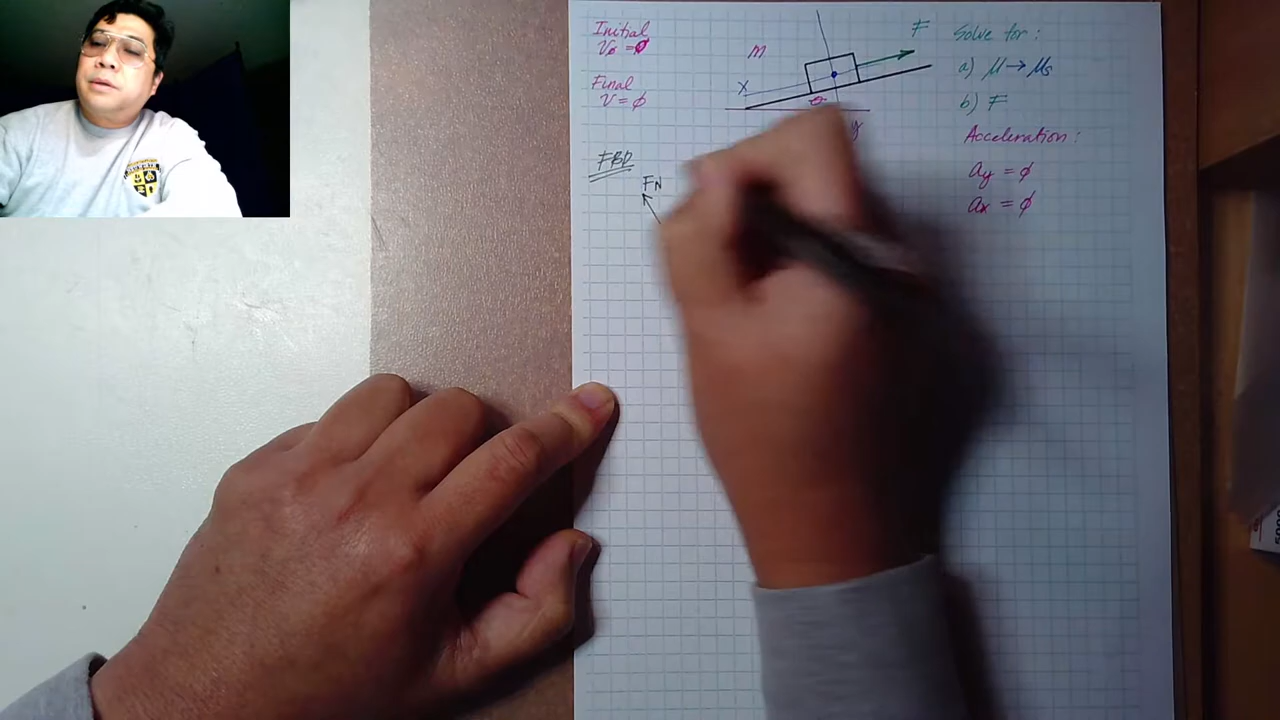 Initial
V₀ = ϕ
Final
V = ϕ
m
F
X
θ
y
Solve for :
a) μ → μs
b) F
Acceleration :
ay = ϕ
ax = ϕ
FBD
FN